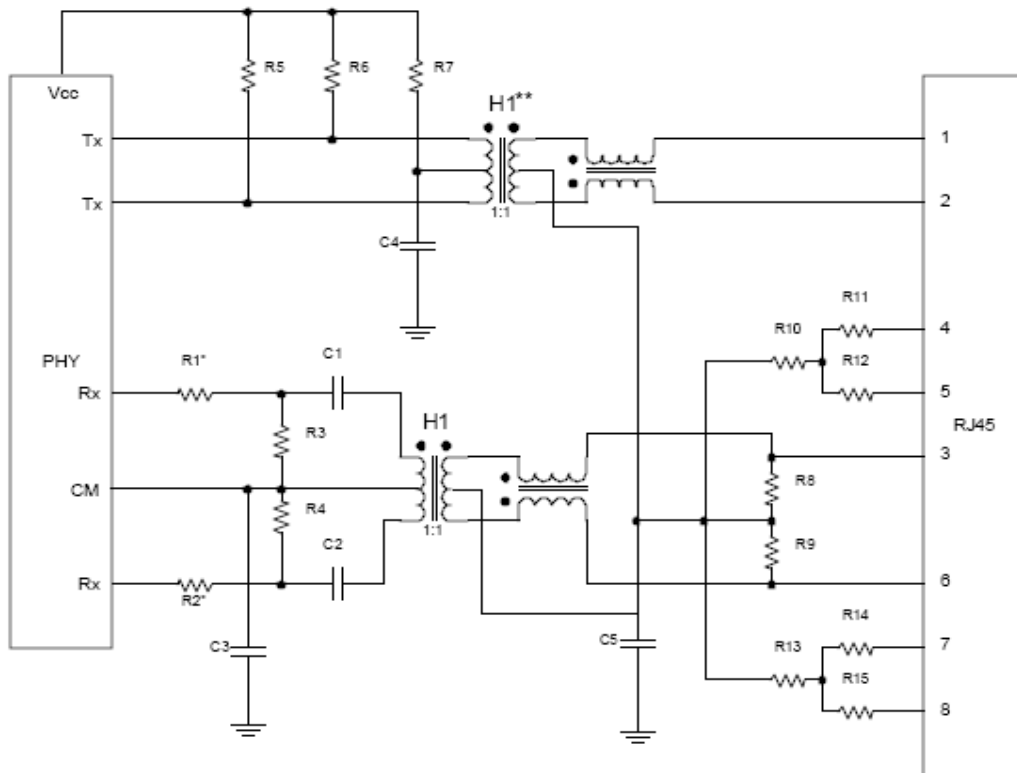 R5
R6
R7
Vcc
H1**
Tx
1
Tx
2
1:1
C4
R11
R10
4
PHY
R1*
C1
R12
Rx
5
H1
RJ45
R3
3
CM
R8
R4
1:1
C2
R9
Rx
6
R2*
R14
C3
C5
R13
7
R15
8